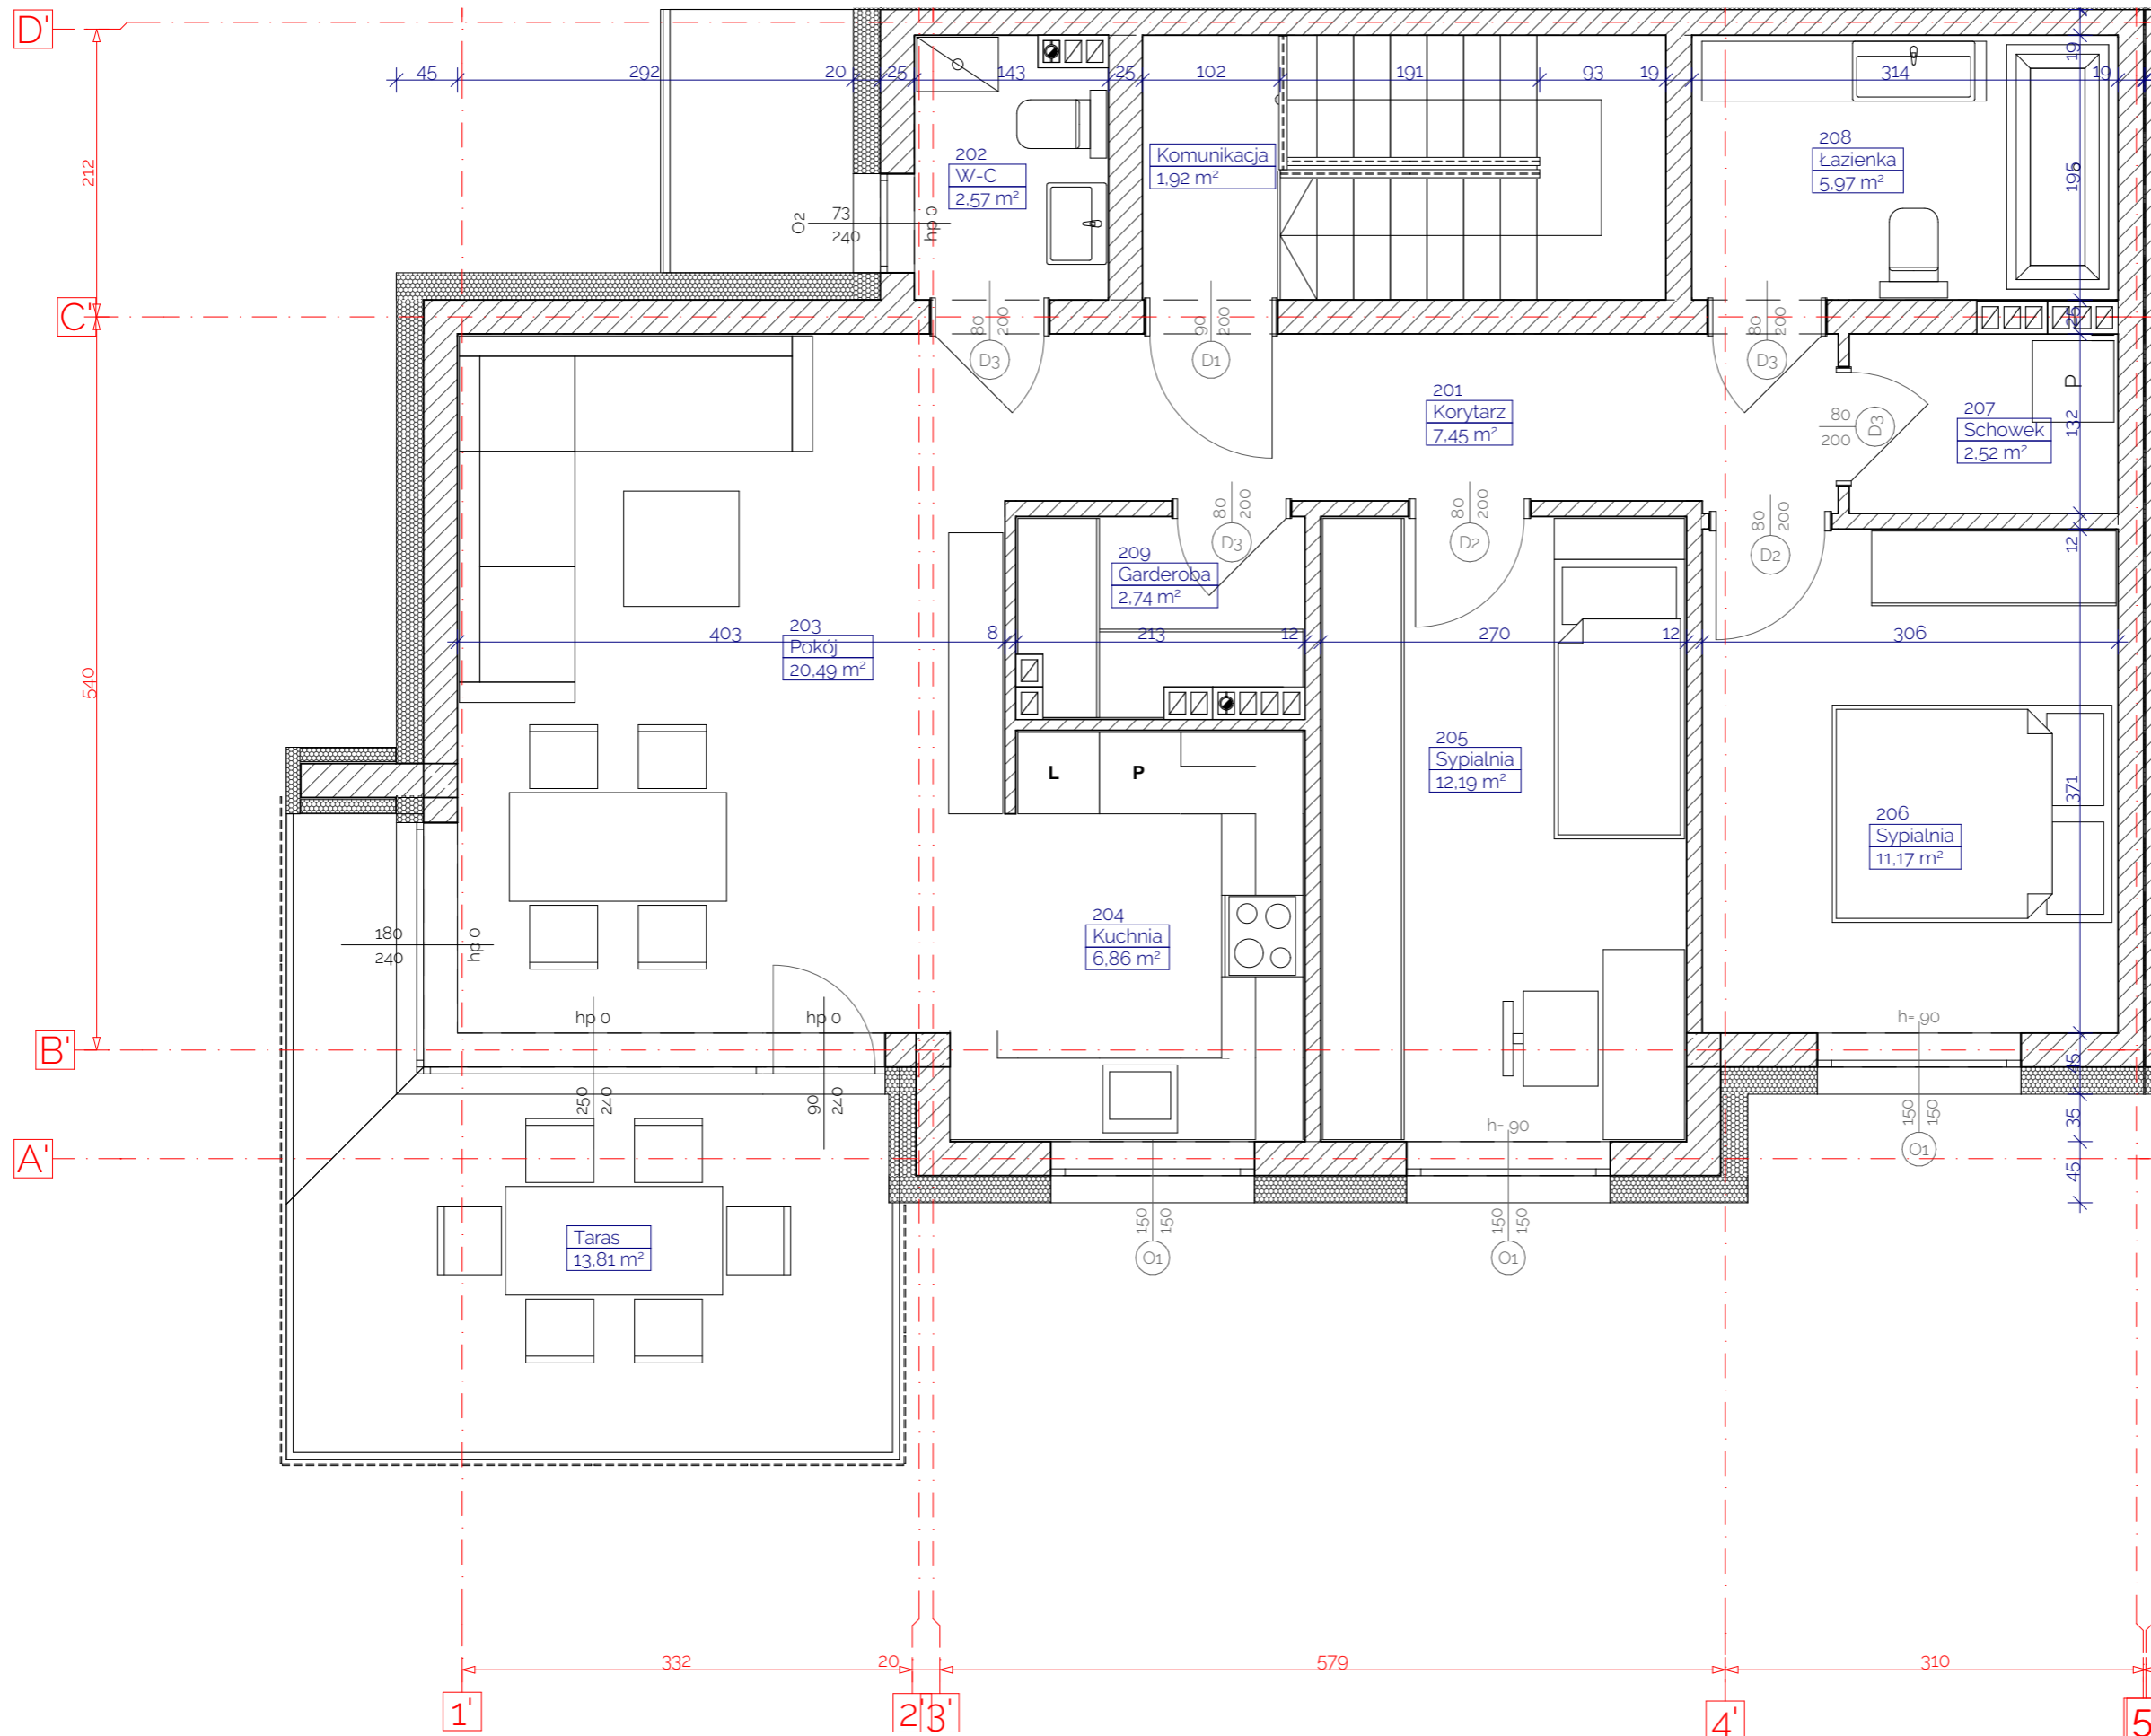 D'
45
292
20
25
143
25
102
191
93
19
314
19
19
212
202
W-C
2,57 m²
Komunikacja
1,92 m²
208
Łazienka
5,97 m²
195
O2
73
240
hp 0
C'
80
200
D3
90
200
D1
80
200
D3
25
201
Korytarz
7,45 m²
80
200
D3
207
Schowek
2,52 m²
P
132
80
200
D3
80
200
D2
80
200
D2
12
209
Garderoba
2,74 m²
540
403
203
Pokój
20,49 m²
8
213
12
270
12
306
L
P
205
Sypialnia
12,19 m²
371
206
Sypialnia
11,17 m²
204
Kuchnia
6,86 m²
180
240
hp 0
hp 0
hp 0
h= 90
B'
45
250
240
90
240
h= 90
150
150
O1
35
A'
45
150
150
O1
150
150
O1
Taras
13,81 m²
332
20
579
310
1'
2'
3'
4'
5